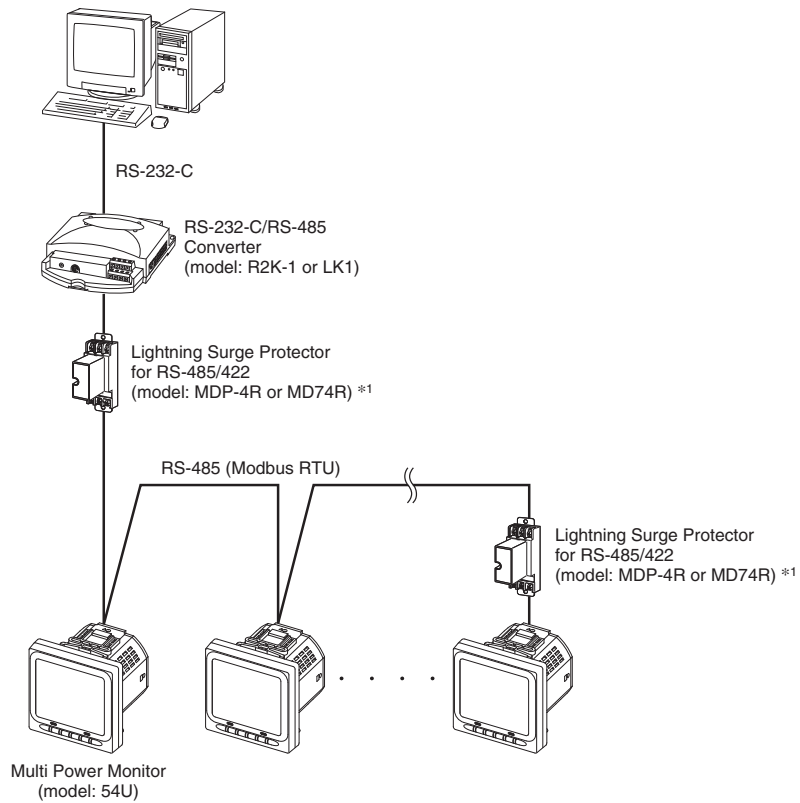 RS-232-C
RS-232-C/RS-485
Converter
(model: R2K-1 or LK1)
Lightning Surge Protector
for RS-485/422
(model: MDP-4R or MD74R) *1
RS-485 (Modbus RTU)
Lightning Surge Protector
for RS-485/422
(model: MDP-4R or MD74R) *1
Multi Power Monitor
(model: 54U)